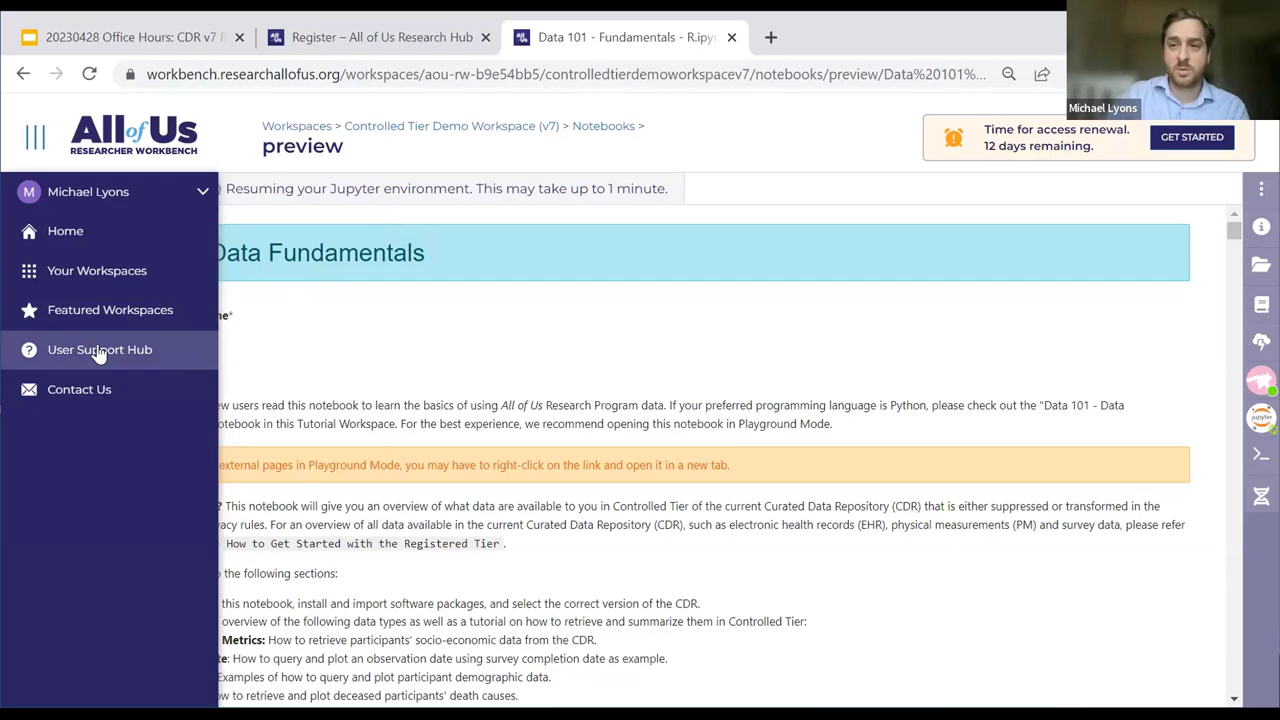 20230428 Office Hours: CDR v7 R
Register – All of Us Research Hub
Data 101 - Fundamentals - R.ipyr
workbench.researchallofus.org/workspaces/aou-rw-b9e54bb5/controlledtierdemoworkspacev7/notebooks/preview/Data%20101%...
Michael Lyons
All of Us
RESEARCHER WORKBENCH
Workspaces > Controlled Tier Demo Workspace (v7) > Notebooks >
preview
Time for access renewal.
12 days remaining.
GET STARTED
M Michael Lyons
Home
Your Workspaces
Featured Workspaces
User Support Hub
Contact Us
Resuming your Jupyter environment. This may take up to 1 minute.
Data Fundamentals
ne*
ew users read this notebook to learn the basics of using All of Us Research Program data. If your preferred programming language is Python, please check out the "Data 101 - Data
otebook in this Tutorial Workspace. For the best experience, we recommend opening this notebook in Playground Mode.
external pages in Playground Mode, you may have to right-click on the link and open it in a new tab.
? This notebook will give you an overview of what data are available to you in Controlled Tier of the current Curated Data Repository (CDR) that is either suppressed or transformed in the
vacy rules. For an overview of all data available in the current Curated Data Repository (CDR), such as electronic health records (EHR), physical measurements (PM) and survey data, please refer
How to Get Started with the Registered Tier.
o the following sections:
this notebook, install and import software packages, and select the correct version of the CDR.
overview of the following data types as well as a tutorial on how to retrieve and summarize them in Controlled Tier:
Metrics: How to retrieve participants' socio-economic data from the CDR.
te: How to query and plot an observation date using survey completion date as example.
Examples of how to query and plot participant demographic data.
ow to retrieve and plot deceased participants' death causes.
jupyter